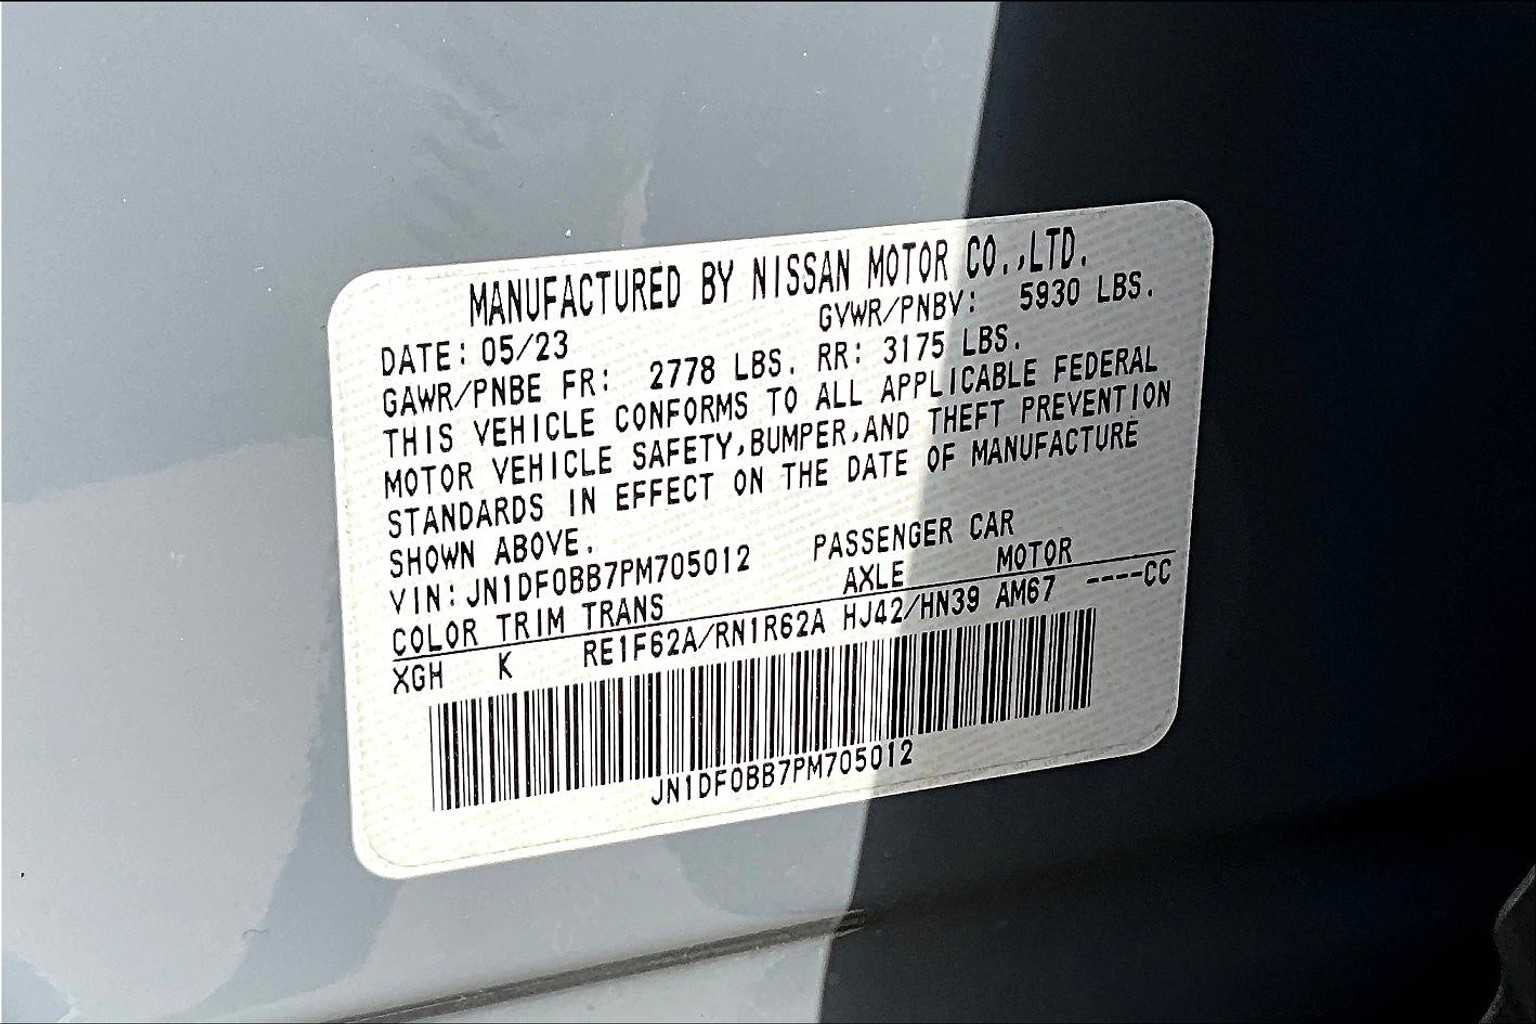 MANUFACTURED BY NISSAN MOTOR CO.,LTD.
DATE: 05/23 GVWR/PNBV: 5930 LBS.
GAWR/PNBE FR: 2778 LBS. RR: 3175 LBS.
THIS VEHICLE CONFORMS TO ALL APPLICABLE FEDERAL
MOTOR VEHICLE SAFETY,BUMPER,AND THEFT PREVENTION
STANDARDS IN EFFECT ON THE DATE OF MANUFACTURE
SHOWN ABOVE.
VIN: JN1DF0BB7PM705012 PASSENGER CAR
COLOR TRIM TRANS AXLE MOTOR
XGH K RE1F62A/RN1R62A HJ42/HN39 AM67 ----CC
JN1DF0BB7PM705012